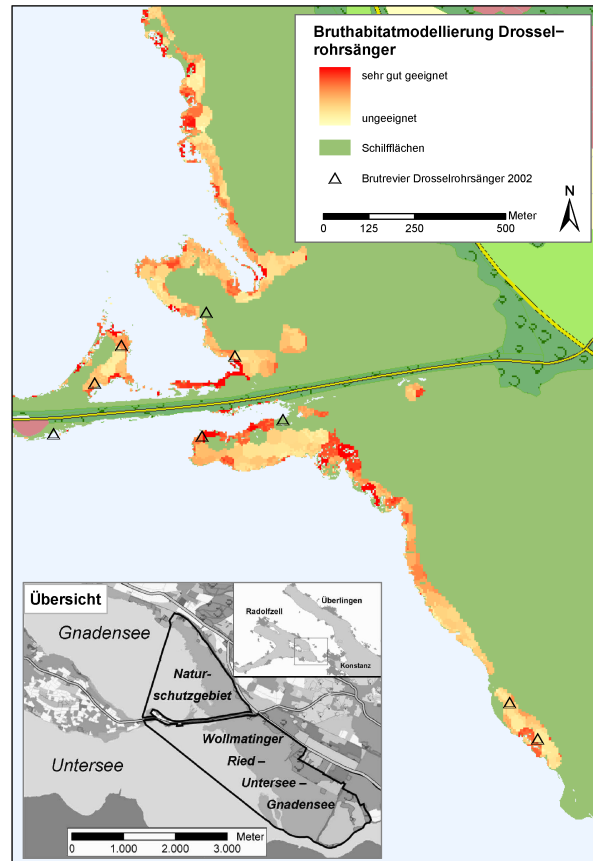 Bruthabitatmodellierung Drossel–
rohrsänger
sehr gut geeignet
ungeeignet
Schilfflächen
Brutrevier Drosselrohrsänger 2002
N
Meter
0 125 250 500
Übersicht
Gnadensee
Natur-
schutzgebiet
Wollmatinger
Ried –
Untersee –
Gnadensee
Untersee
Überlingen
Radolfzell
Konstanz
Meter
0 1.000 2.000 3.000